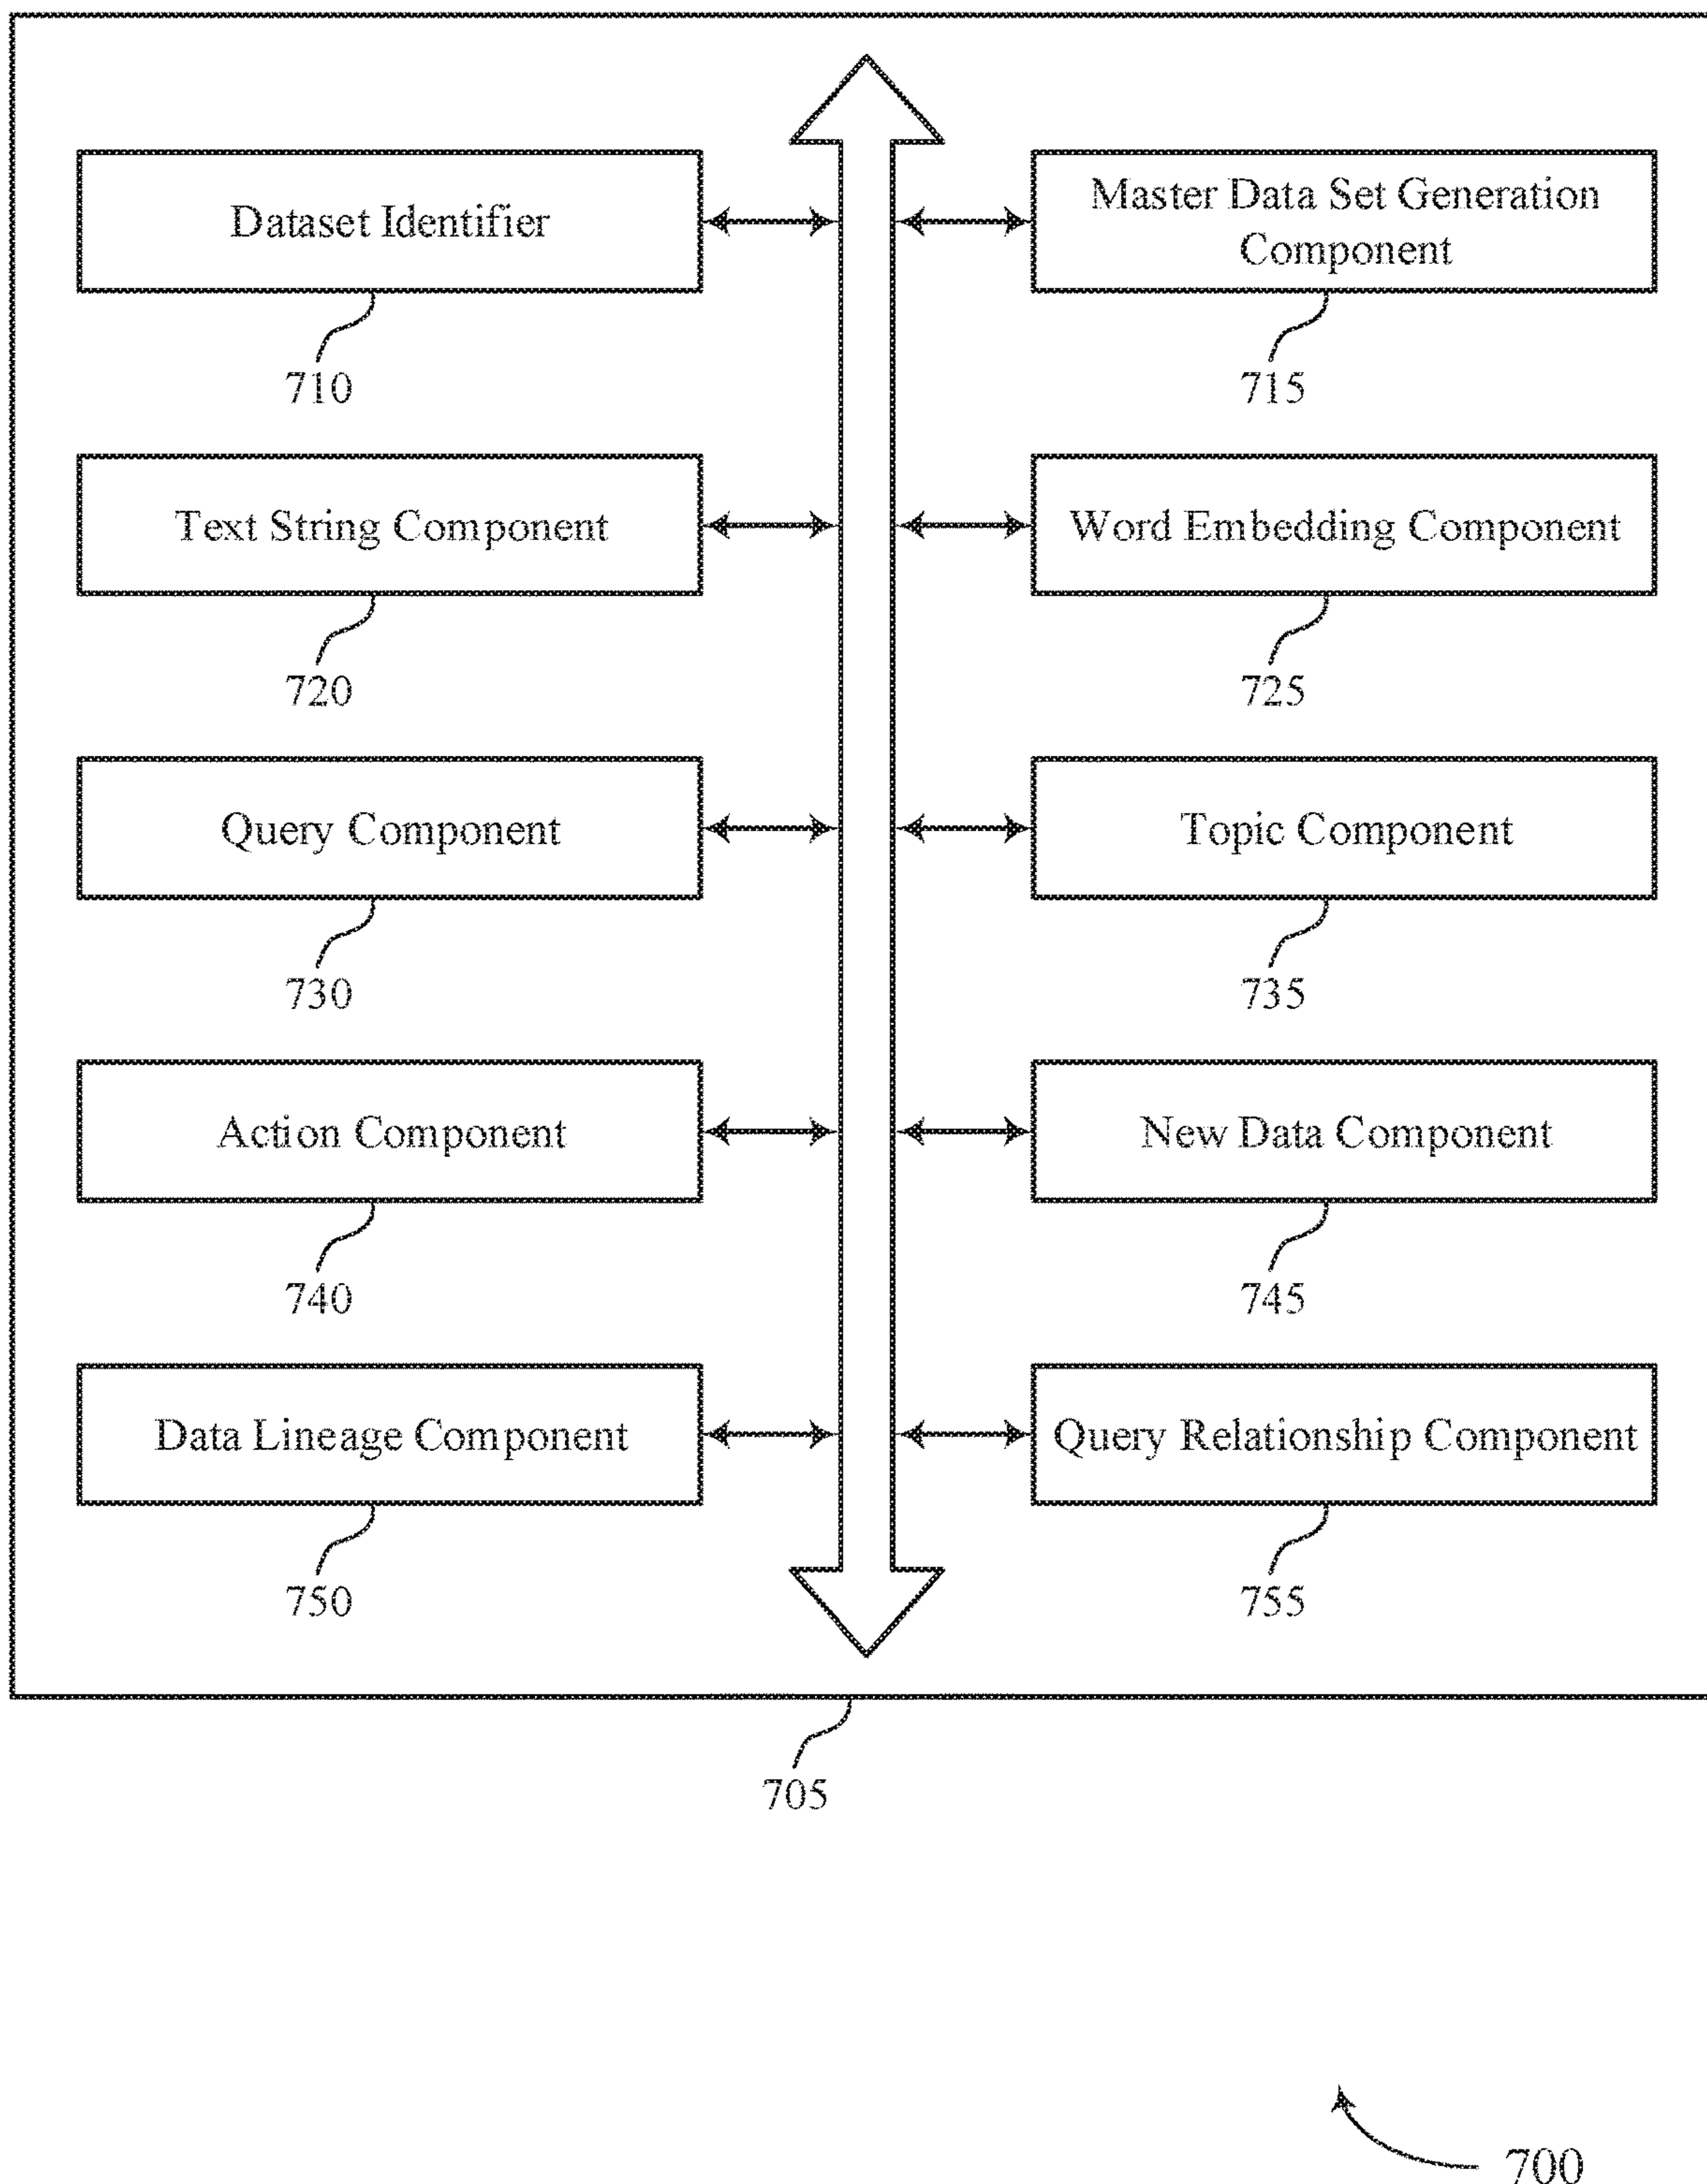 Dataset Identifier
Master Data Set Generation
Component
710
715
Text String Component
Word Embedding Component
720
725
Query Component
Topic Component
730
735
Action Component
New Data Component
740
745
Data Lineage Component
Query Relationship Component
750
755
705
700